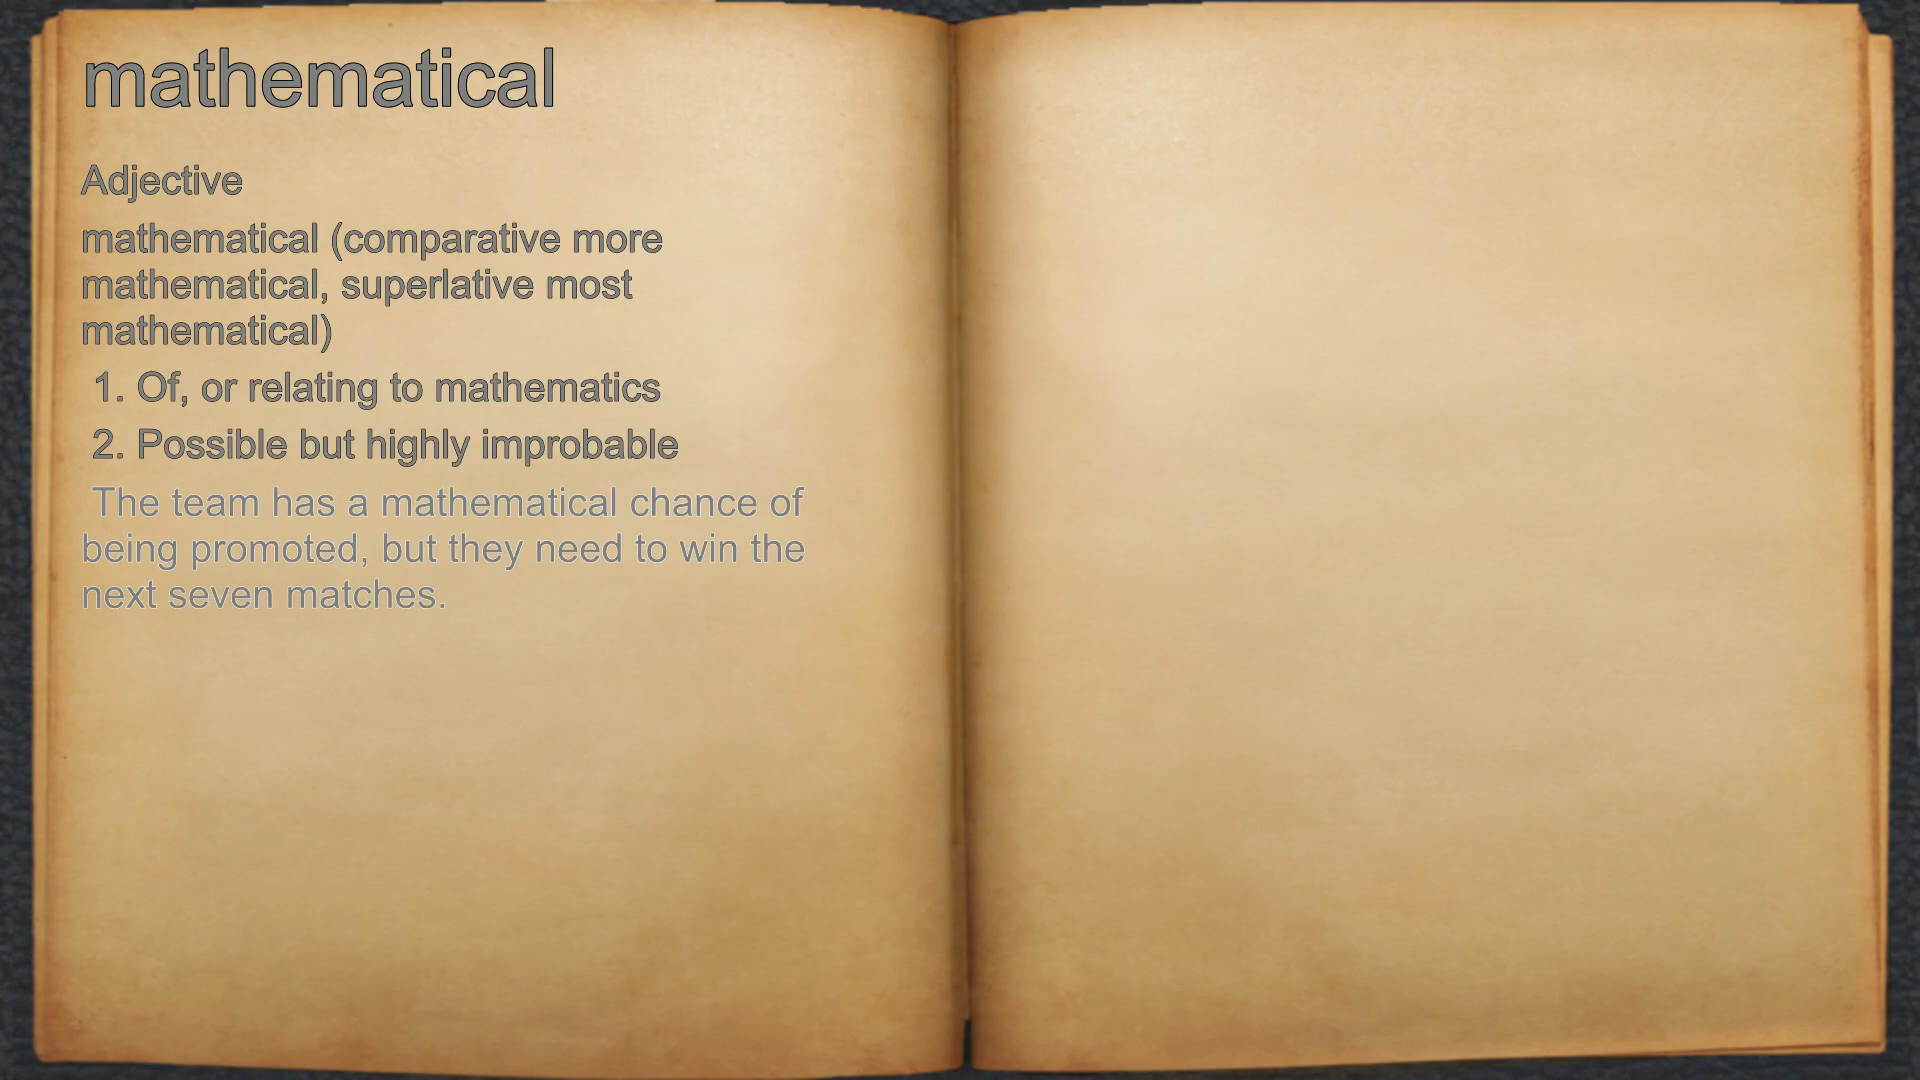 mathematical
Adjective
mathematical (comparative more
mathematical, superlative most
mathematical)
1. Of, or relating to mathematics
2. Possible but highly improbable
The team has a mathematical chance of
being promoted, but they need to win the
next seven matches.